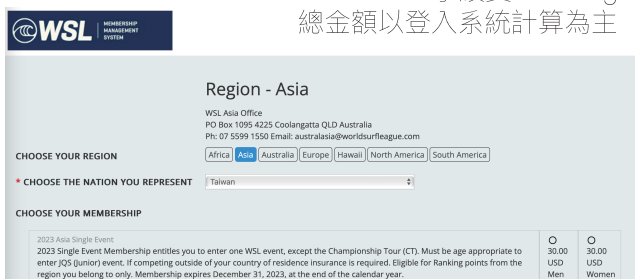 總金額以登入系統計算為主
WSL
MEMBERSHIP
MANAGEMENT
SYSTEM
Region - Asia
WSL Asia Office
PO Box 1095 4225 Coolangatta QLD Australia
Ph: 07 5599 1550 Email: australasia@worldsurfleague.com
CHOOSE YOUR REGION
Africa Asia Australia Europe Hawaii North America South America
* CHOOSE THE NATION YOU REPRESENT
Taiwan
CHOOSE YOUR MEMBERSHIP
2023 Asia Single Event
2023 Single Event Membership entitles you to enter one WSL event, except the Championship Tour (CT). Must be age appropriate to
enter JQS (Junior) event. If competing outside of your country of residence insurance is required. Eligible for Ranking points from the
region you belong to only. Membership expires December 31, 2023, at the end of the calendar year.
30.00
USD
Men
30.00
USD
Women